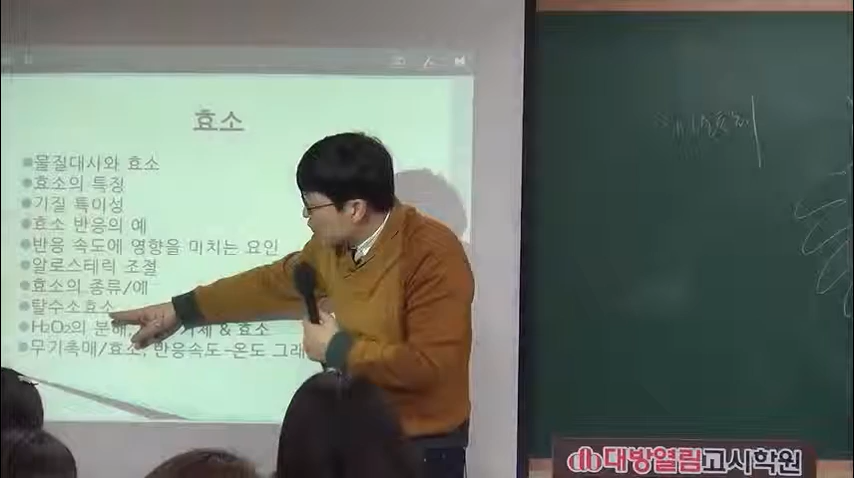 효소
•물질대사와 효소
•효소의 특징
•기질 특이성
•효소 반응의 예
•반응 속도에 영향을 미치는 요인
•알로스테릭 조절
•효소의 종류/예
•탈수소효소
•H₂O₂의 분해, & 효소
•무기촉매/효소, 반응속도-온도 그래
대방열림고시학원